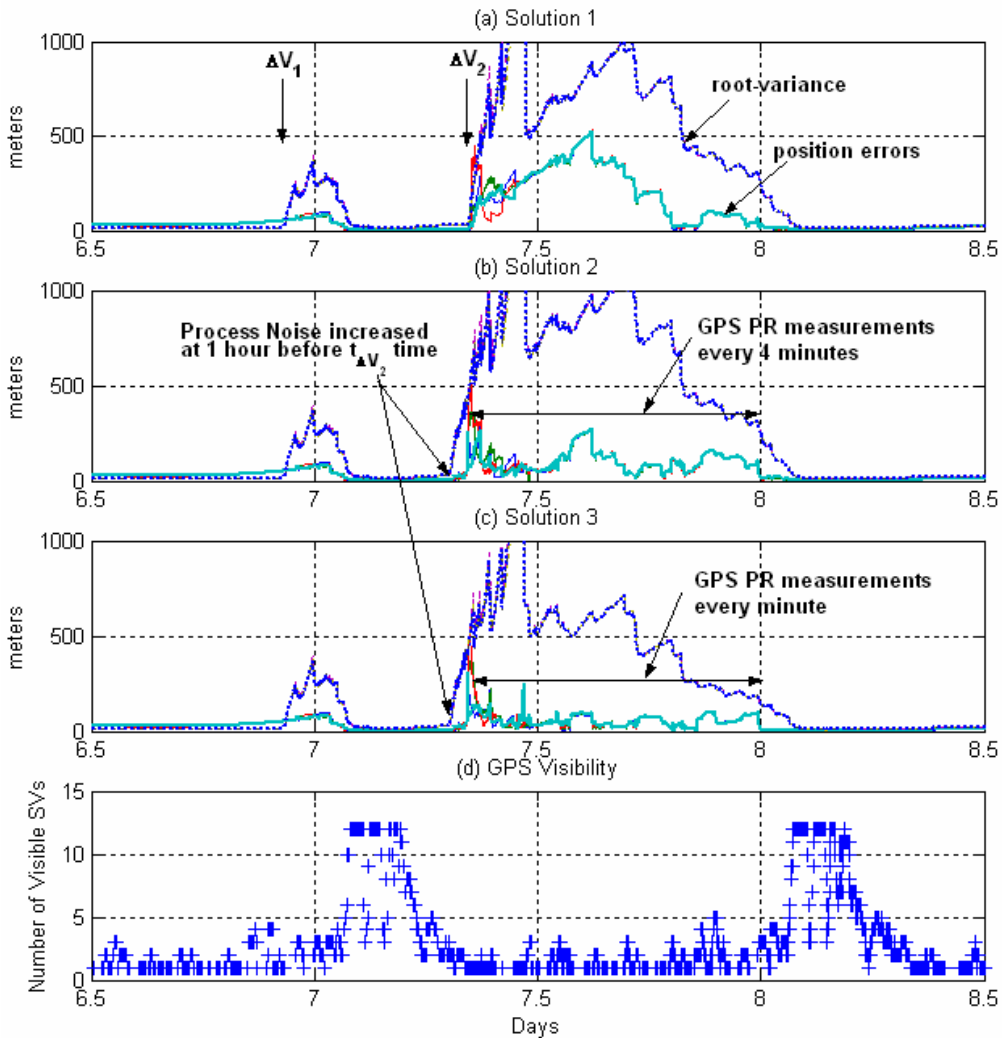 (a) Solution 1
1000
500
0
meters
ΔV1
ΔV2
root-variance
position errors
6.5 7 7.5 8 8.5
(b) Solution 2
1000
500
0
meters
Process Noise increased
at 1 hour before tΔV2 time
GPS PR measurements
every 4 minutes
6.5 7 7.5 8 8.5
(c) Solution 3
1000
500
0
meters
GPS PR measurements
every minute
6.5 7 7.5 8 8.5
(d) GPS Visibility
15
10
5
0
Number of Visible SVs
6.5 7 7.5 8 8.5
Days